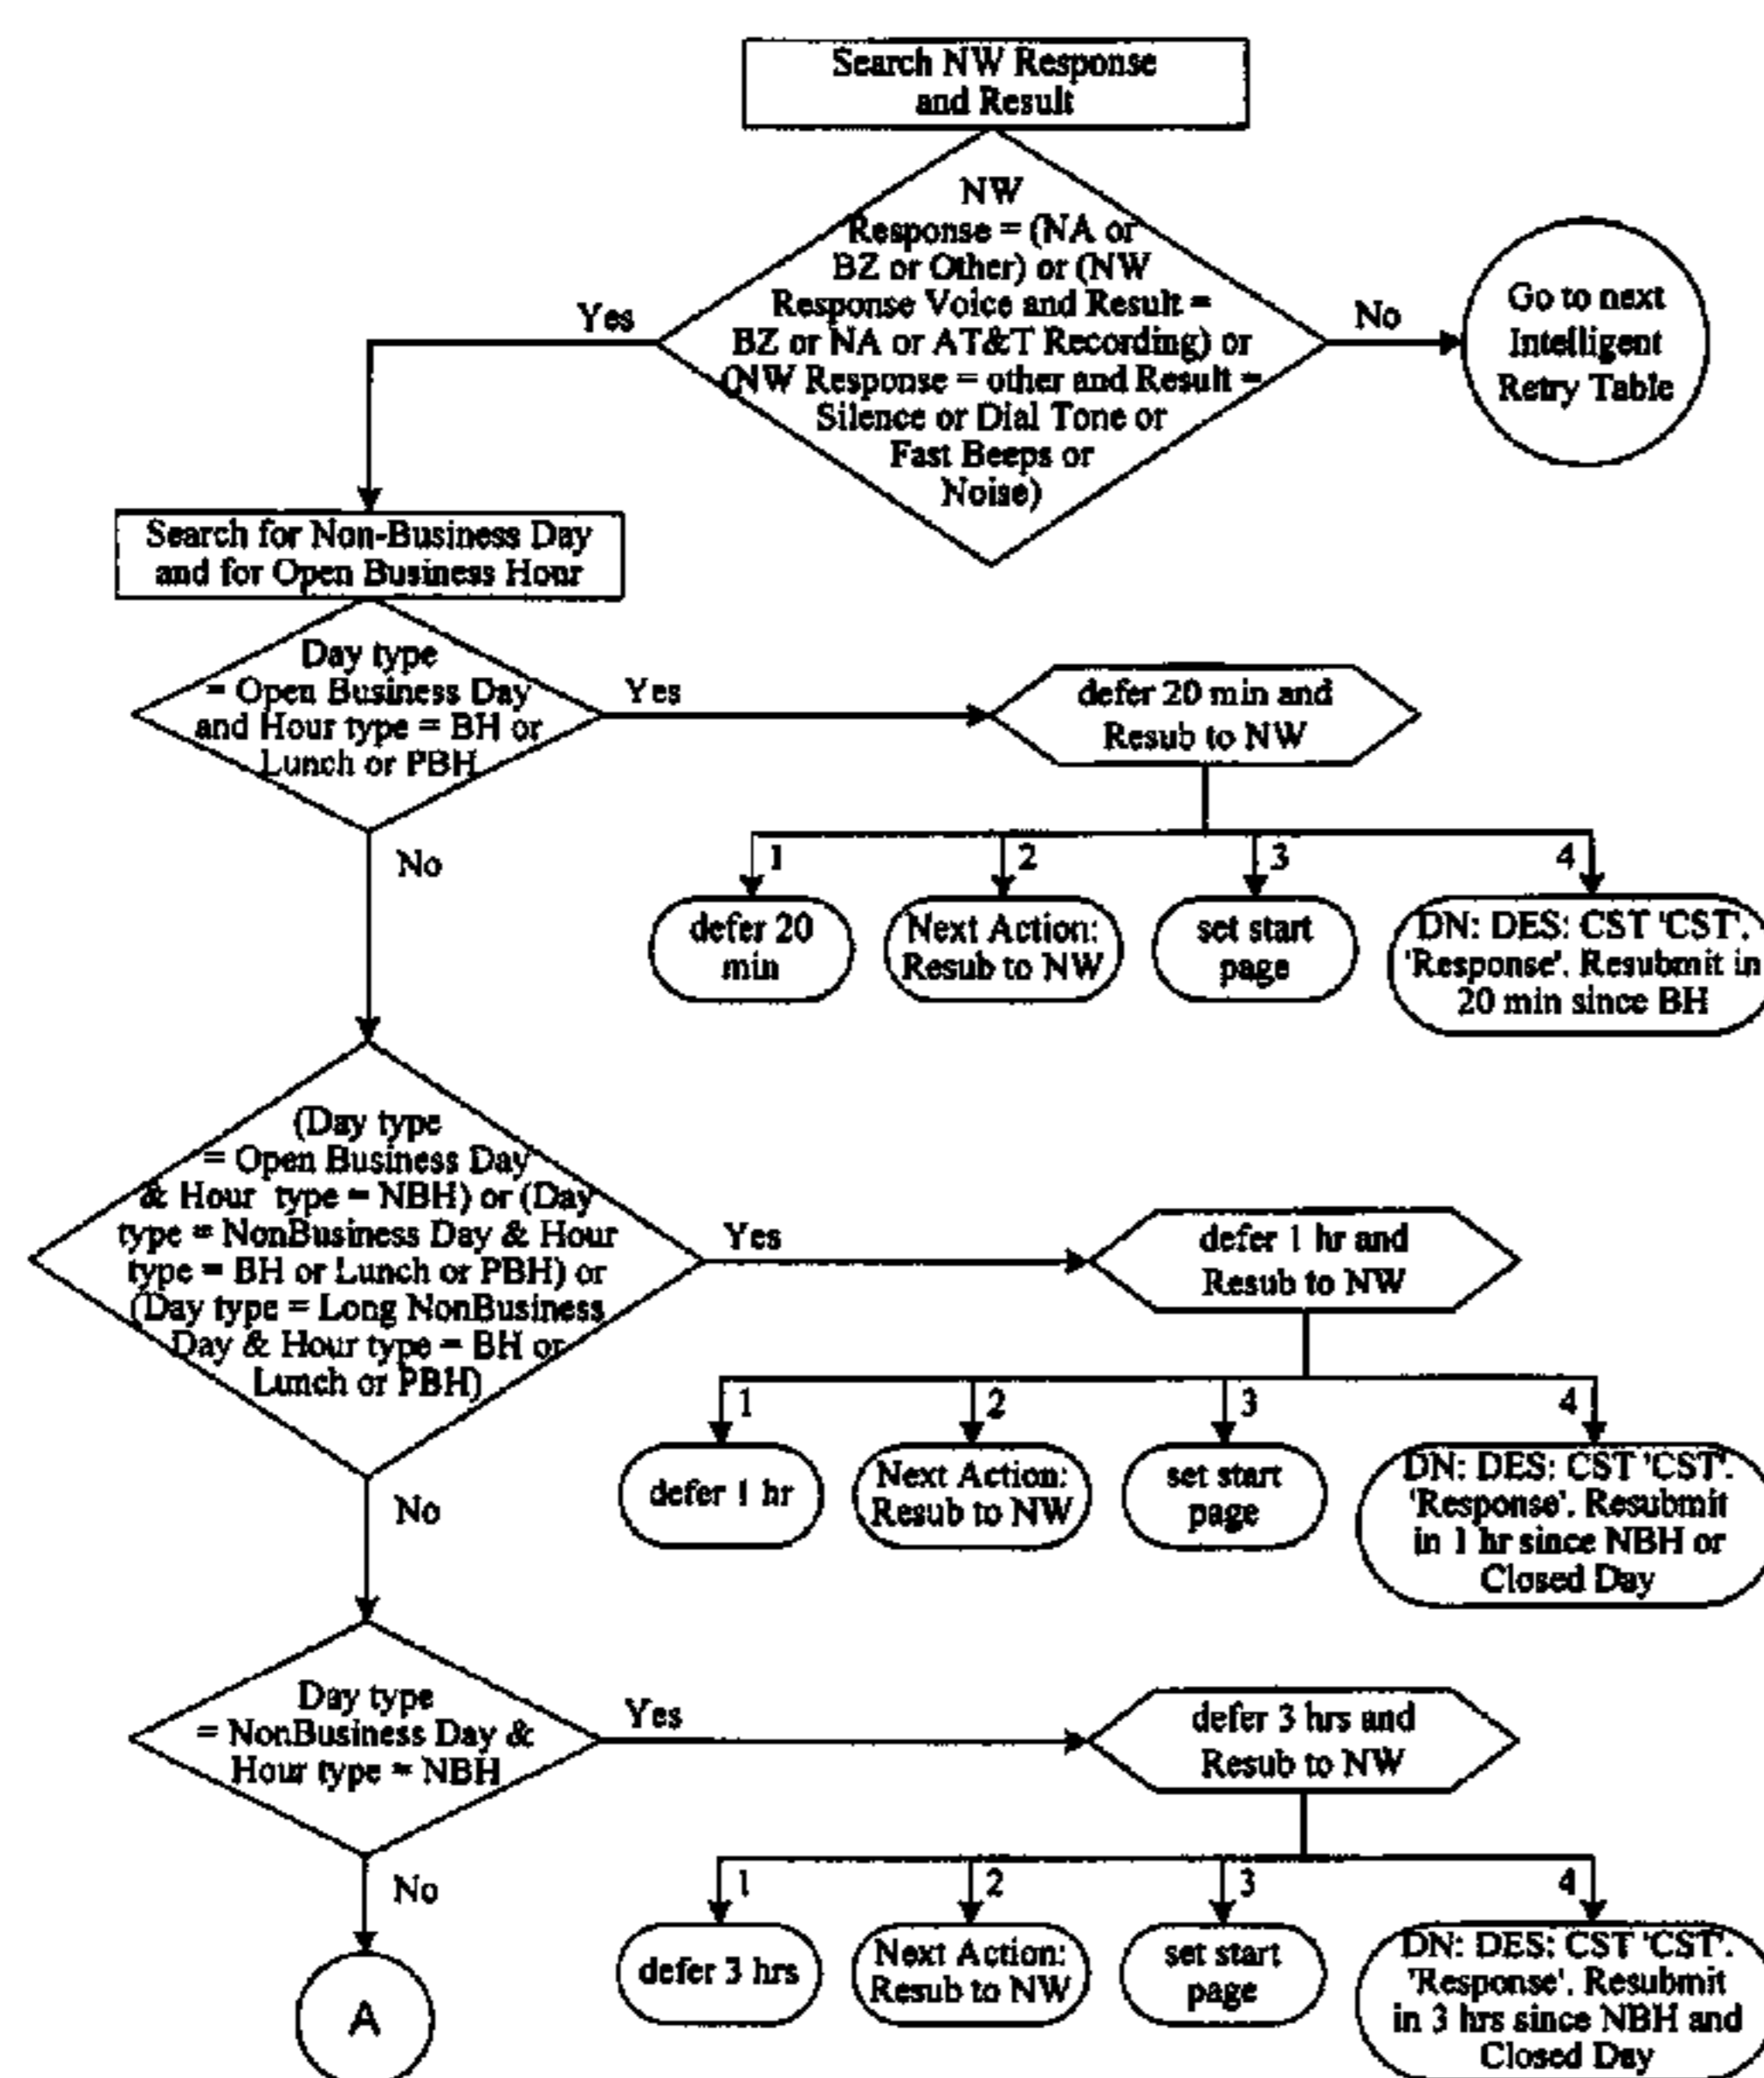 Search NW Response
and Result
NW
Response = (NA or
BZ or Other) or (NW
Response Voice and Result =
BZ or NA or AT&T Recording) or
(NW Response = other and Result =
Silence or Dial Tone or
Fast Beeps or
Noise)
Yes
No
Go to next
Intelligent
Retry Table
Search for Non-Business Day
and for Open Business Hour
Day type
= Open Business Day
and Hour type = BH or
Lunch or PBH
Yes
No
defer 20 min and
Resub to NW
1
2
3
4
defer 20
min
Next Action:
Resub to NW
set start
page
DN: DES: CST 'CST'.
'Response'. Resubmit in
20 min since BH
(Day type
= Open Business Day
& Hour type = NBH) or (Day
type = NonBusiness Day & Hour
type = BH or Lunch or PBH) or
(Day type = Long NonBusiness
Day & Hour type = BH or
Lunch or PBH)
Yes
No
defer 1 hr and
Resub to NW
1
2
3
4
defer 1 hr
Next Action:
Resub to NW
set start
page
DN: DES: CST 'CST'.
'Response'. Resubmit
in 1 hr since NBH or
Closed Day
Day type
= NonBusiness Day &
Hour type = NBH
Yes
No
defer 3 hrs and
Resub to NW
1
2
3
4
defer 3 hrs
Next Action:
Resub to NW
set start
page
DN: DES: CST 'CST'.
'Response'. Resubmit
in 3 hrs since NBH and
Closed Day
A